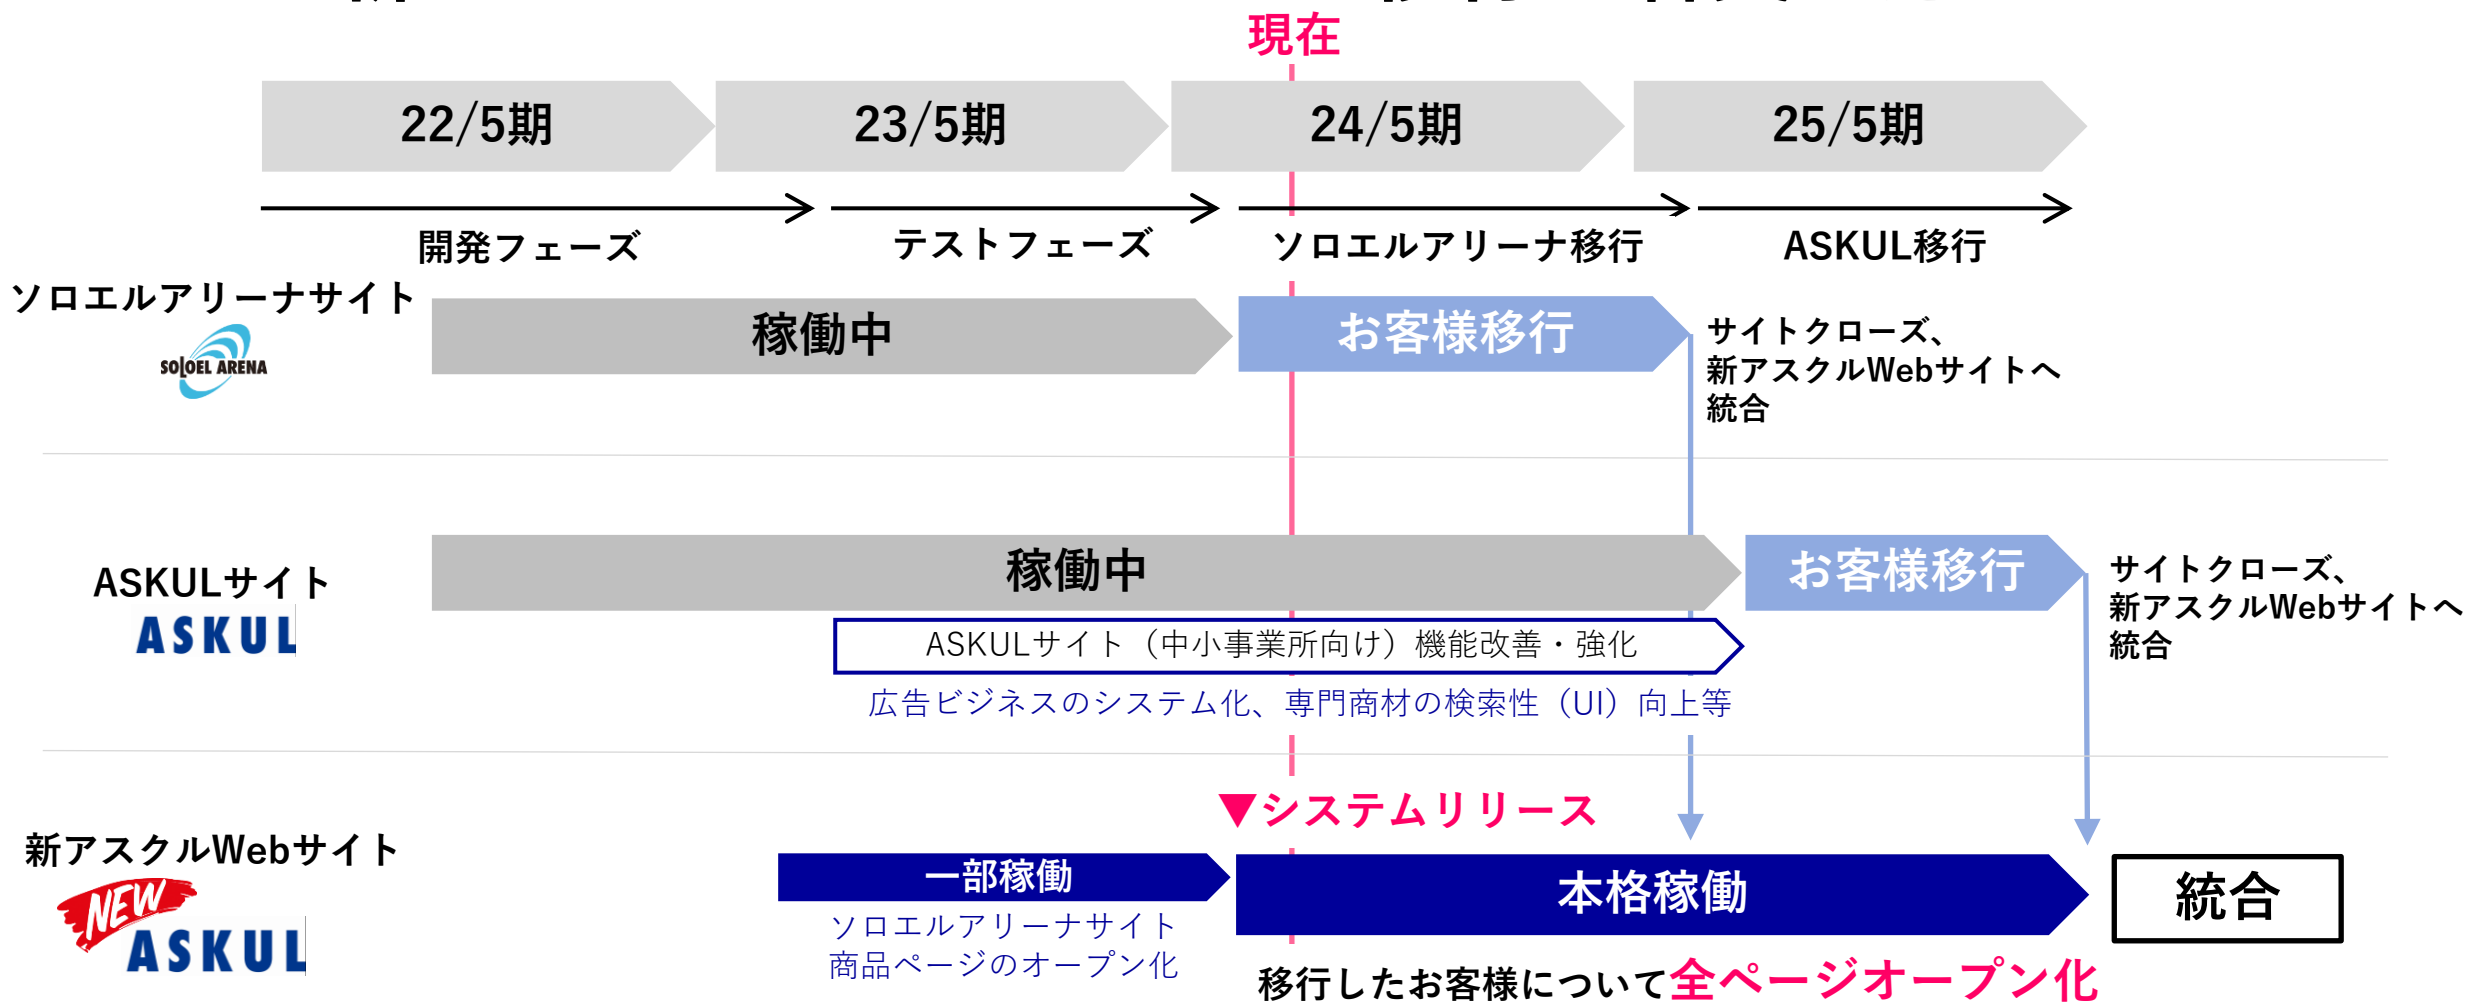 現在
22/5期
23/5期
24/5期
25/5期
開発フェーズ
テストフェーズ
ソロエルアリーナ移行
ASKUL移行
ソロエルアリーナサイト
SOLOEL ARENA
稼働中
お客様移行
サイトクローズ、
新アスクルWebサイトへ
統合
ASKULサイト
ASKUL
稼働中
お客様移行
サイトクローズ、
新アスクルWebサイトへ
統合
ASKULサイト（中小事業所向け）機能改善・強化
広告ビジネスのシステム化、専門商材の検索性（UI）向上等
▼システムリリース
新アスクルWebサイト
NEW
ASKUL
一部稼働
ソロエルアリーナサイト
商品ページのオープン化
本格稼働
統合
移行したお客様について全ページオープン化